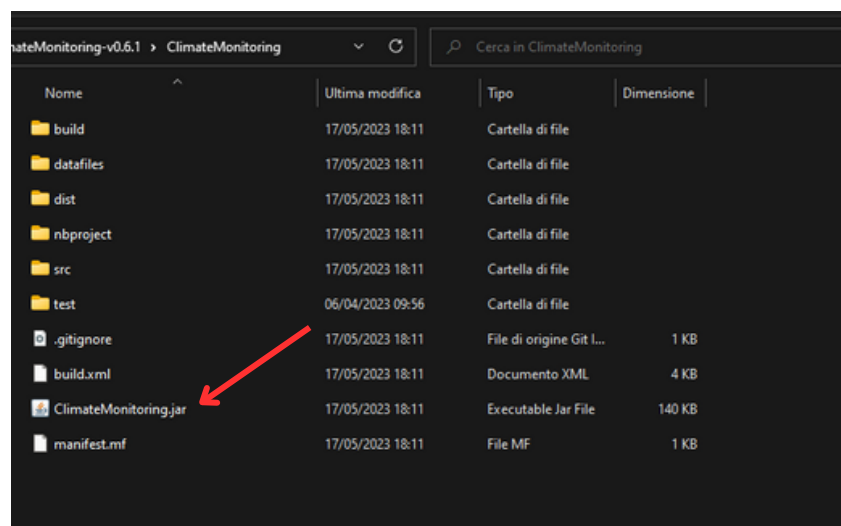 nateMonitoring-v0.6.1 › ClimateMonitoring Cerca in ClimateMonitoring
Nome Ultima modifica Tipo Dimensione
build 17/05/2023 18:11 Cartella di file
datafiles 17/05/2023 18:11 Cartella di file
dist 17/05/2023 18:11 Cartella di file
nbproject 17/05/2023 18:11 Cartella di file
src 17/05/2023 18:11 Cartella di file
test 06/04/2023 09:56 Cartella di file
.gitignore 17/05/2023 18:11 File di origine Git I... 1 KB
build.xml 17/05/2023 18:11 Documento XML 4 KB
ClimateMonitoring.jar 17/05/2023 18:11 Executable Jar File 140 KB
manifest.mf 17/05/2023 18:11 File MF 1 KB